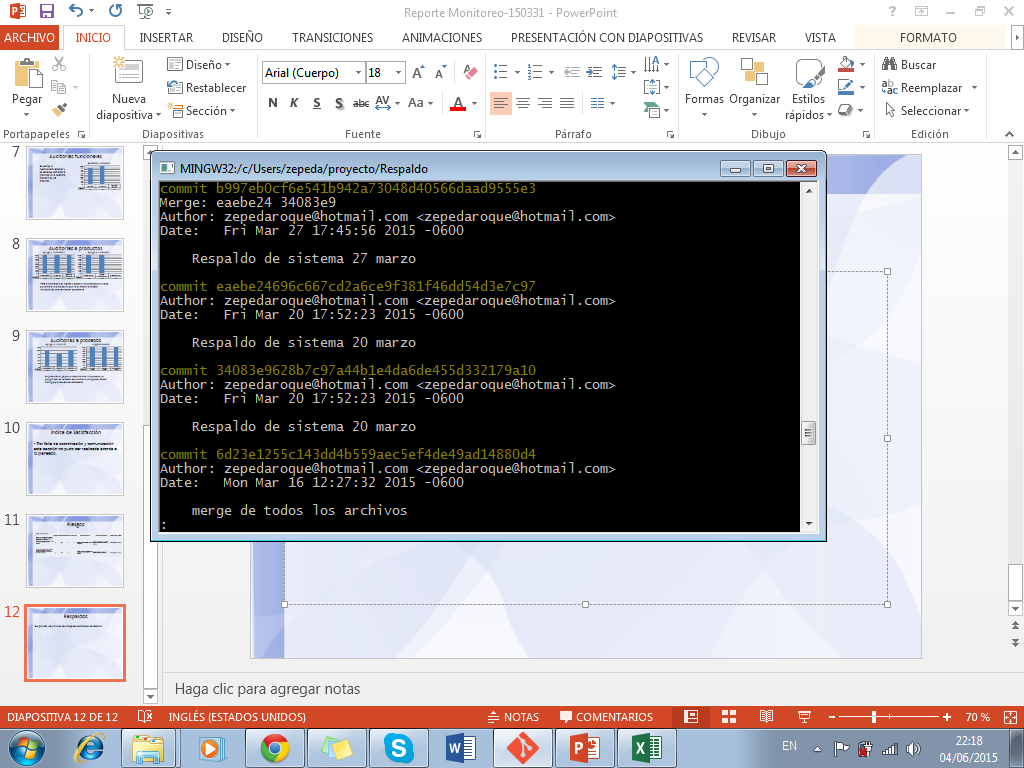 Reporte Monitoreo-150331 - PowerPoint
ARCHIVO INICIO INSERTAR DISEÑO TRANSICIONES ANIMACIONES PRESENTACIÓN CON DIAPOSITIVAS REVISAR VISTA FORMATO
Pegar
Portapapeles
Nueva
diapositiva
Diseño
Restablecer
Sección
Diapositivas
Arial (Cuerpo) 18
N K S S abc AV Aa A
Fuente
Párrafo
Formas Organizar Estilos
rápidos
Dibujo
Buscar
Reemplazar
Seleccionar
Edición
7
Auditorías funcionales
8
Auditorías a productos
9
Auditorías a procesos
10
Índice de Satisfacción
11
Riesgos
12
Respaldos
MINGW32:/c/Users/zepeda/proyecto/Respaldo
commit b997eb0cf6e541b942a73048d40566daad9555e3
Merge: eaebe24 34083e9
Author: zepedaroque@hotmail.com <zepedaroque@hotmail.com>
Date:   Fri Mar 27 17:45:56 2015 -0600
Respaldo de sistema 27 marzo
commit eaebe24696c667cd2a6ce9f381f46dd54d3e7c97
Author: zepedaroque@hotmail.com <zepedaroque@hotmail.com>
Date:   Fri Mar 20 17:52:23 2015 -0600
Respaldo de sistema 20 marzo
commit 34083e9628b7c97a44b1e4da6de455d332179a10
Author: zepedaroque@hotmail.com <zepedaroque@hotmail.com>
Date:   Fri Mar 20 17:52:23 2015 -0600
Respaldo de sistema 20 marzo
commit 6d23e1255c143dd4b559aec5ef4de49ad14880d4
Author: zepedaroque@hotmail.com <zepedaroque@hotmail.com>
Date:   Mon Mar 16 12:27:32 2015 -0600
merge de todos los archivos
:
Haga clic para agregar notas
DIAPOSITIVA 12 DE 12 INGLÉS (ESTADOS UNIDOS) NOTAS COMENTARIOS 70 %
EN
22:18
04/06/2015